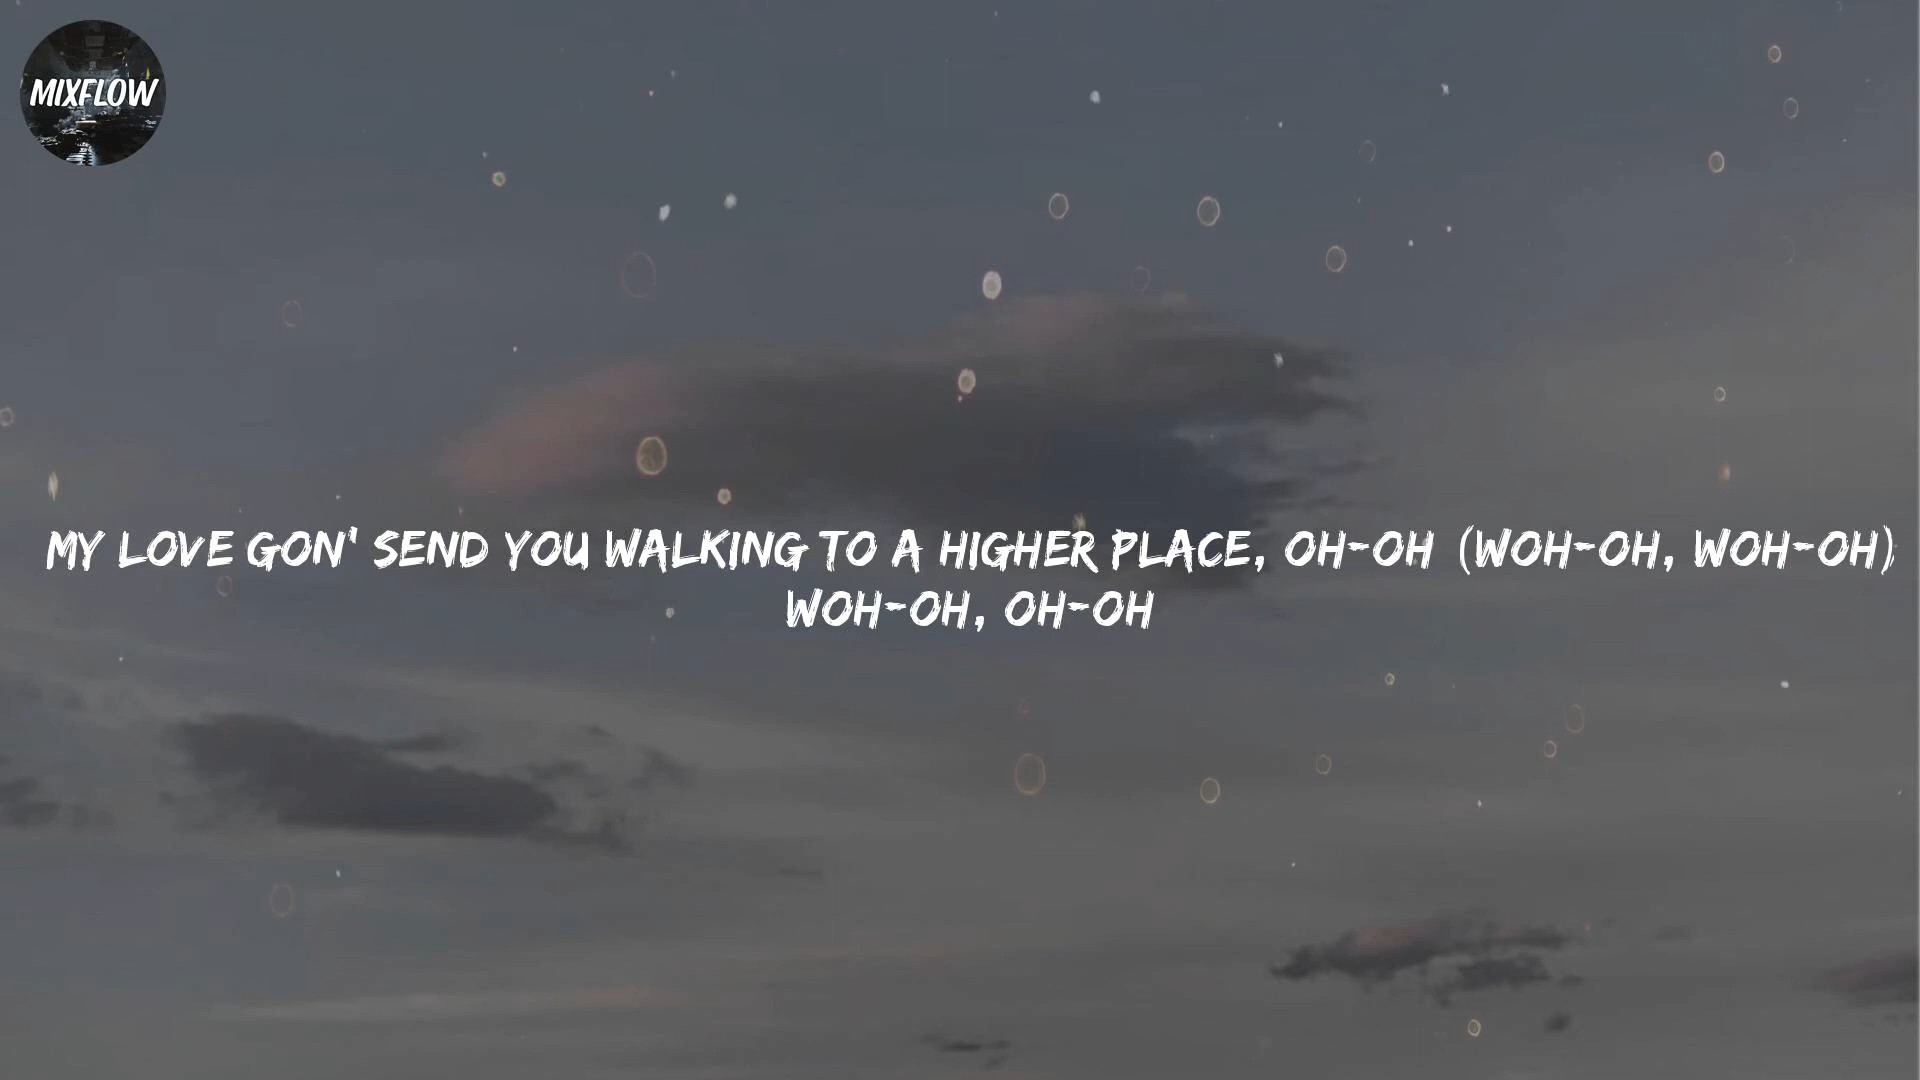 MIXFLOW
MY LOVE GON' SEND YOU WALKING TO A HIGHER PLACE, OH-OH (WOH-OH, WOH-OH)
WOH-OH, OH-OH